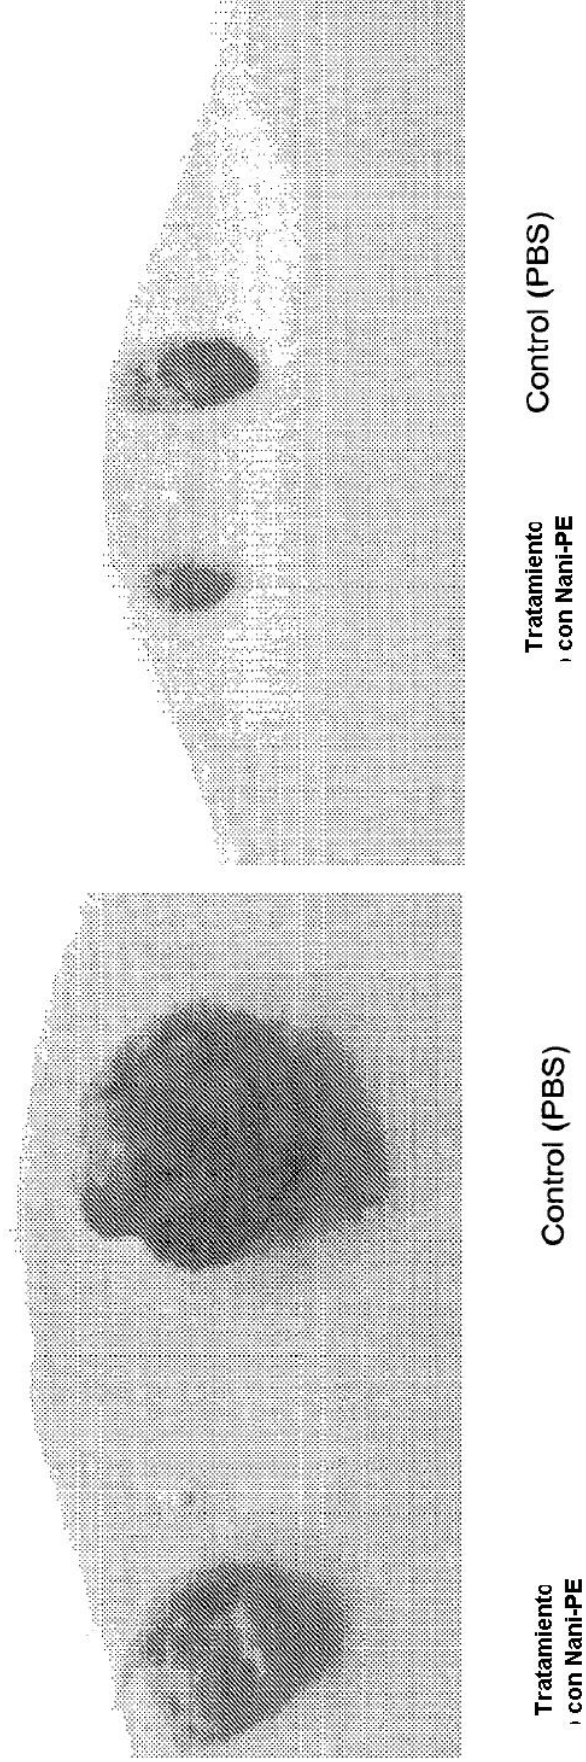 Control (PBS)
Tratamiento
) con Nani-PE
Control (PBS)
Tratamiento
) con Nani-PE